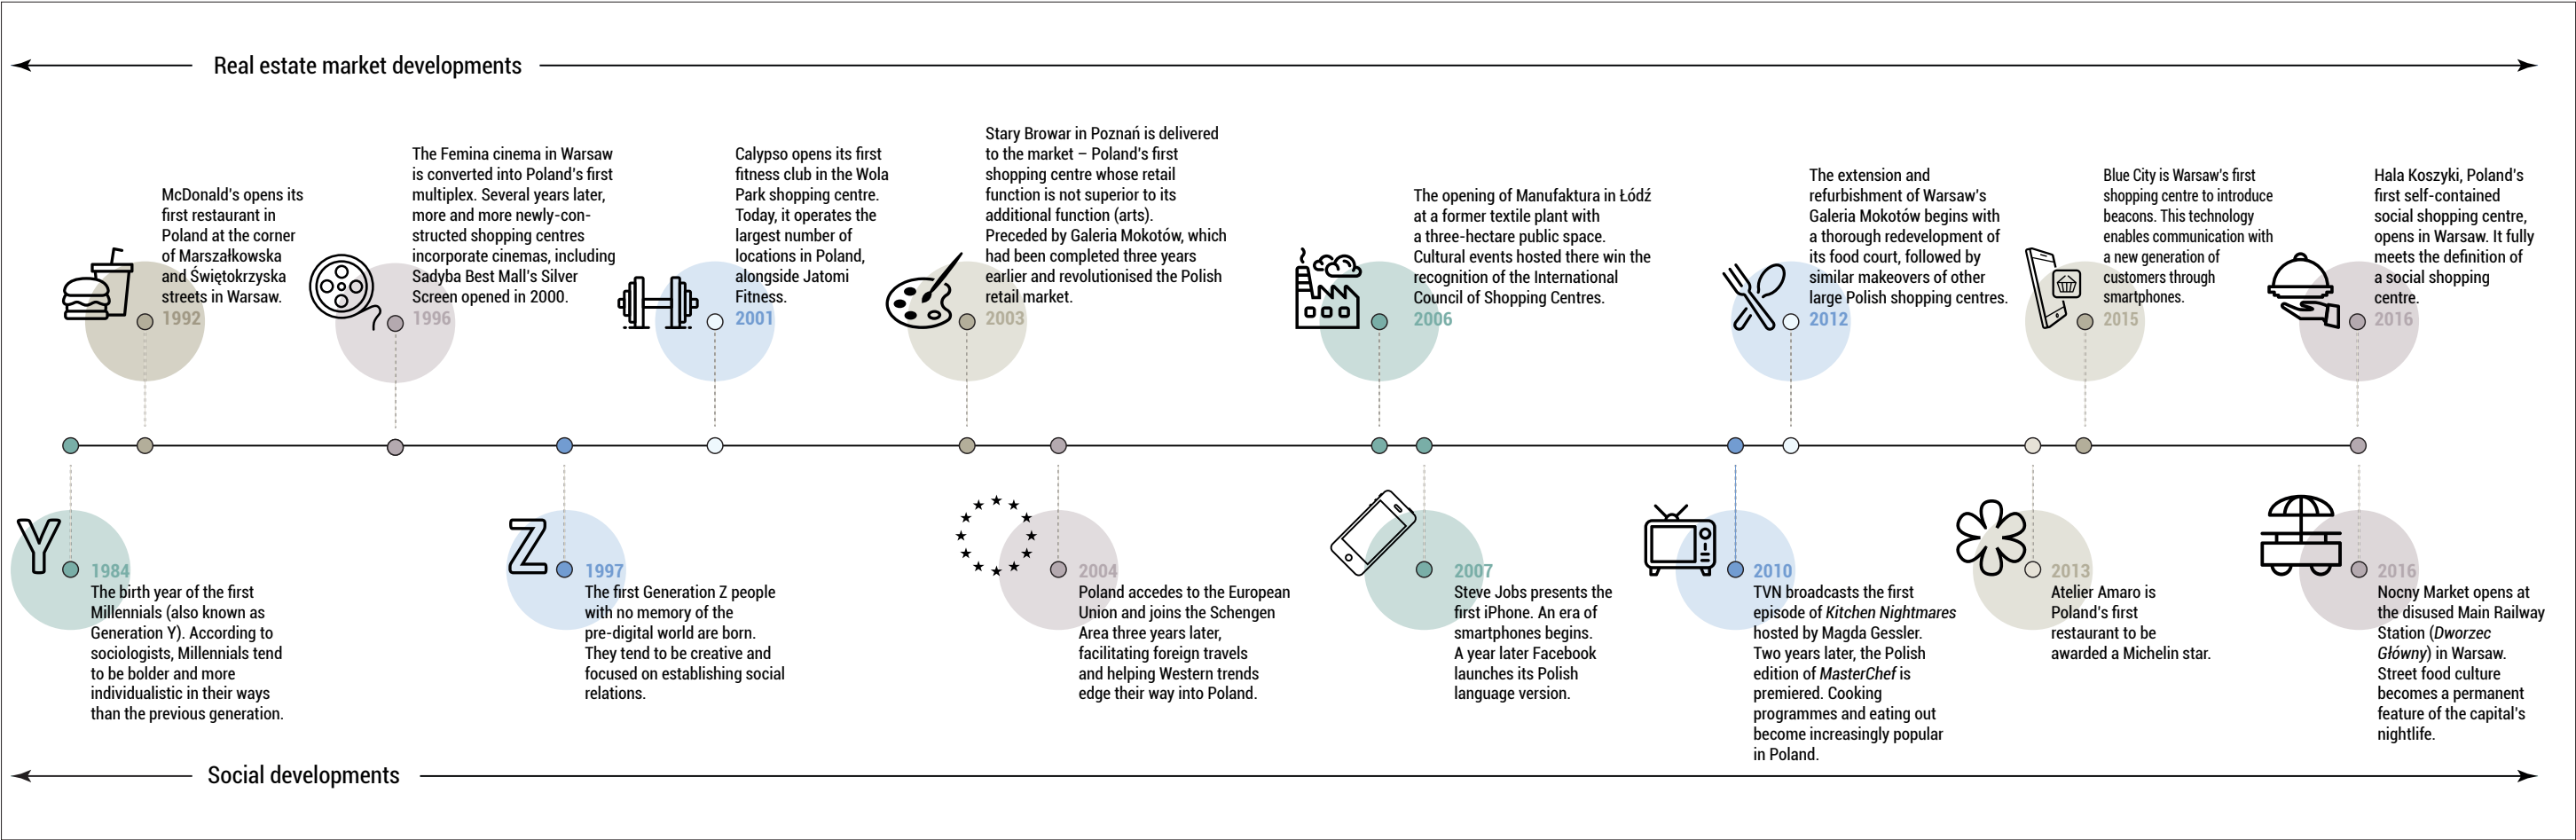 Real estate market developments
McDonald's opens its
first restaurant in
Poland at the corner
of Marszałkowska
and Świętokrzyska
streets in Warsaw.
1992
The Femina cinema in Warsaw
is converted into Poland's first
multiplex. Several years later,
more and more newly-con-
structed shopping centres
incorporate cinemas, including
Sadyba Best Mall's Silver
Screen opened in 2000.
1996
Calypso opens its first
fitness club in the Wola
Park shopping centre.
Today, it operates the
largest number of
locations in Poland,
alongside Jatomi
Fitness.
2001
Stary Browar in Poznań is delivered
to the market – Poland's first
shopping centre whose retail
function is not superior to its
additional function (arts).
Preceded by Galeria Mokotów, which
had been completed three years
earlier and revolutionised the Polish
retail market.
2003
The opening of Manufaktura in Łódź
at a former textile plant with
a three-hectare public space.
Cultural events hosted there win the
recognition of the International
Council of Shopping Centres.
2006
The extension and
refurbishment of Warsaw's
Galeria Mokotów begins with
a thorough redevelopment of
its food court, followed by
similar makeovers of other
large Polish shopping centres.
2012
Blue City is Warsaw's first
shopping centre to introduce
beacons. This technology
enables communication with
a new generation of
customers through
smartphones.
2015
Hala Koszyki, Poland's
first self-contained
social shopping centre,
opens in Warsaw. It fully
meets the definition of
a social shopping
centre.
2016
Y
1984
The birth year of the first
Millennials (also known as
Generation Y). According to
sociologists, Millennials tend
to be bolder and more
individualistic in their ways
than the previous generation.
Z
1997
The first Generation Z people
with no memory of the
pre-digital world are born.
They tend to be creative and
focused on establishing social
relations.
2004
Poland accedes to the European
Union and joins the Schengen
Area three years later,
facilitating foreign travels
and helping Western trends
edge their way into Poland.
2007
Steve Jobs presents the
first iPhone. An era of
smartphones begins.
A year later Facebook
launches its Polish
language version.
2010
TVN broadcasts the first
episode of Kitchen Nightmares
hosted by Magda Gessler.
Two years later, the Polish
edition of MasterChef is
premiered. Cooking
programmes and eating out
become increasingly popular
in Poland.
2013
Atelier Amaro is
Poland's first
restaurant to be
awarded a Michelin star.
2016
Nocny Market opens at
the disused Main Railway
Station (Dworzec
Główny) in Warsaw.
Street food culture
becomes a permanent
feature of the capital's
nightlife.
Social developments